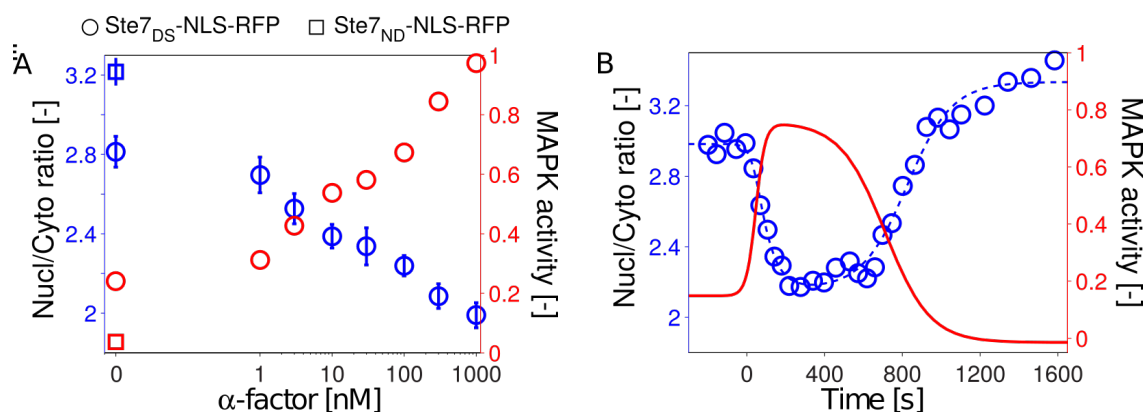 Ste7DS-NLS-RFP Ste7ND-NLS-RFP
A
Nucl/Cyto ratio [-]
3.2
2.8
2.4
2
1
0.8
0.6
0.4
0.2
0
MAPK activity [-]
0 1 10 100 1000
α-factor [nM]
B
Nucl/Cyto ratio [-]
3.2
2.8
2.4
2
1
0.8
0.6
0.4
0.2
0
MAPK activity [-]
0 400 800 1200 1600
Time [s]